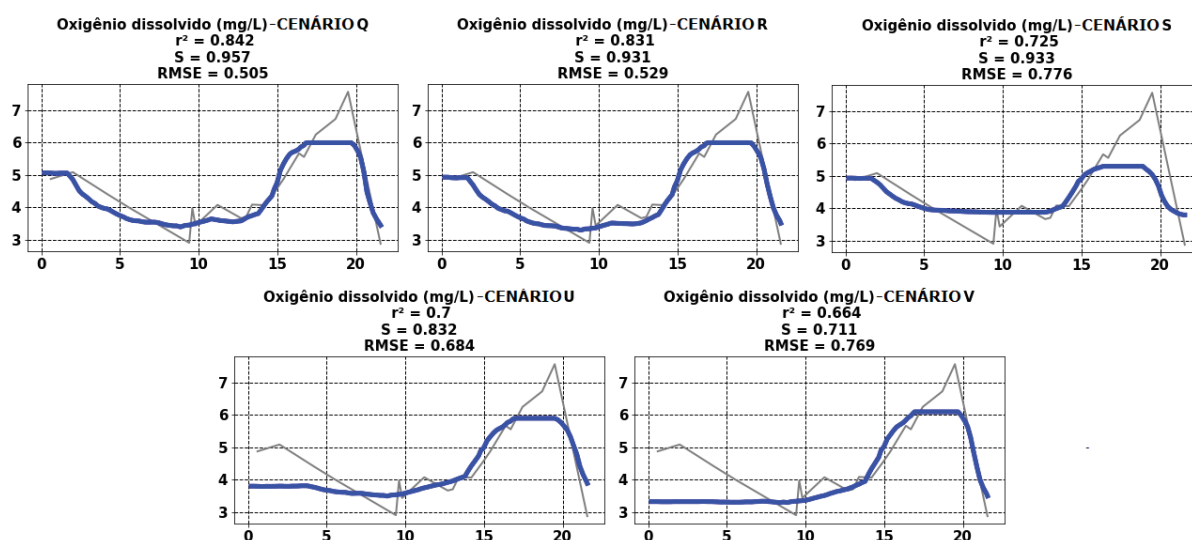 Oxigênio dissolvido (mg/L)-CENÁRIO Q
r² = 0.842
S = 0.957
RMSE = 0.505
7
6
5
4
3
0 5 10 15 20
Oxigênio dissolvido (mg/L)-CENÁRIO R
r² = 0.831
S = 0.931
RMSE = 0.529
7
6
5
4
3
0 5 10 15 20
Oxigênio dissolvido (mg/L)-CENÁRIO S
r² = 0.725
S = 0.933
RMSE = 0.776
7
6
5
4
3
0 5 10 15 20
Oxigênio dissolvido (mg/L)-CENÁRIO U
r² = 0.7
S = 0.832
RMSE = 0.684
7
6
5
4
3
0 5 10 15 20
Oxigênio dissolvido (mg/L)-CENÁRIO V
r² = 0.664
S = 0.711
RMSE = 0.769
7
6
5
4
3
0 5 10 15 20